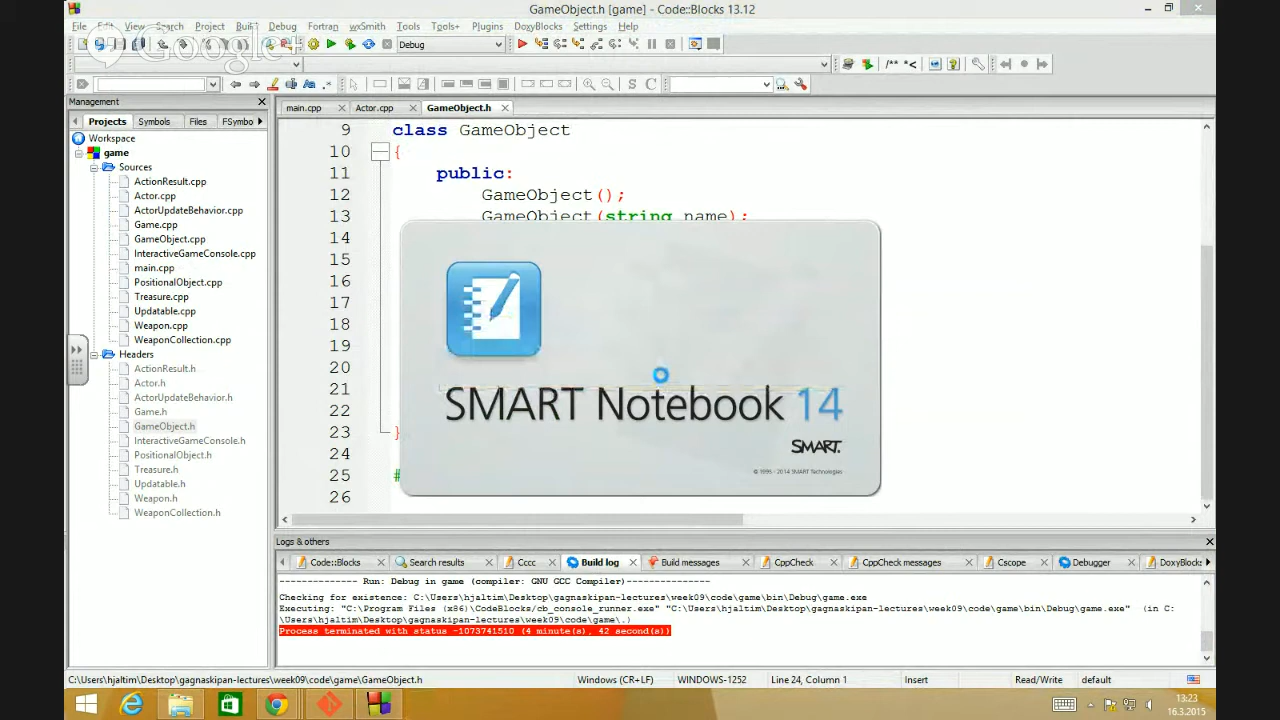 GameObject.h [game] - Code::Blocks 13.12
File Edit View Search Project Build Debug Fortran wxSmith Tools Tools+ Plugins DoxyBlocks Settings Help
Google+
Debug
/** *<
S C
Management
main.cpp Actor.cpp GameObject.h
Projects Symbols Files FSymbo
Workspace
game
Sources
ActionResult.cpp
Actor.cpp
ActorUpdateBehavior.cpp
Game.cpp
GameObject.cpp
InteractiveGameConsole.cpp
main.cpp
PositionalObject.cpp
Treasure.cpp
Updatable.cpp
Weapon.cpp
WeaponCollection.cpp
Headers
ActionResult.h
Actor.h
ActorUpdateBehavior.h
Game.h
GameObject.h
InteractiveGameConsole.h
PositionalObject.h
Treasure.h
Updatable.h
Weapon.h
WeaponCollection.h
9 class GameObject
10 {
11 public:
12 GameObject();
13 GameObject(string name);
14
15
16
17
18
19
20
21
22
23 }
24
25 #
26
SMART Notebook 14
SMART
© 1995 - 2014 SMART Technologies
Logs & others
Code::Blocks Search results Cccc Build log Build messages CppCheck CppCheck messages Cscope Debugger DoxyBlocks
-------------- Run: Debug in game (compiler: GNU GCC Compiler)---------------
Checking for existence: C:\Users\hjaltim\Desktop\gagnaskipan-lectures\week09\code\game\bin\Debug\game.exe
Executing: "C:\Program Files (x86)\CodeBlocks/cb_console_runner.exe" "C:\Users\hjaltim\Desktop\gagnaskipan-lectures\week09\code\game\bin\Debug\game.exe"  (in C:
\Users\hjaltim\Desktop\gagnaskipan-lectures\week09\code\game\.)
Process terminated with status -1073741510 (4 minute(s), 42 second(s))
C:\Users\hjaltim\Desktop\gagnaskipan-lectures\week09\code\game\GameObject.h Windows (CR+LF) WINDOWS-1252 Line 24, Column 1 Insert Read/Write default
13:23
16.3.2015